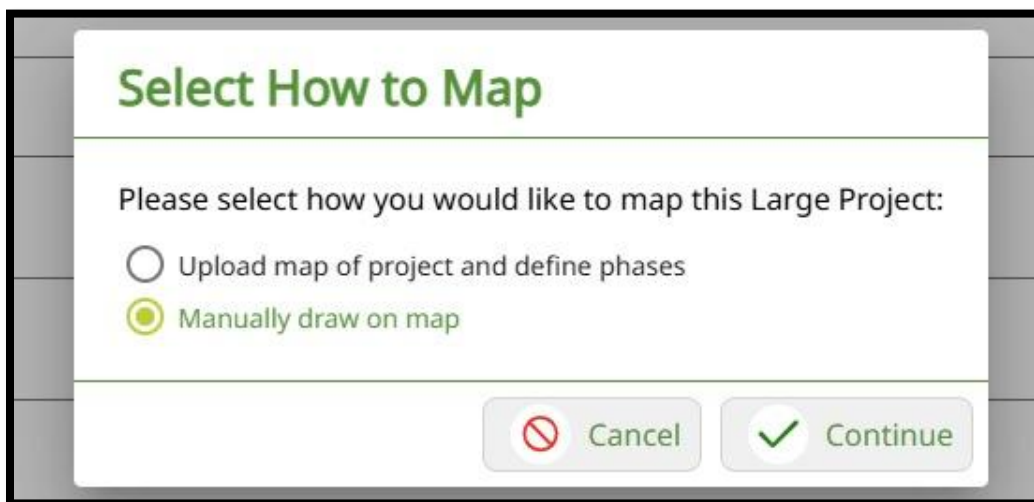 Select How to Map
Please select how you would like to map this Large Project:
Upload map of project and define phases
Manually draw on map
Cancel
Continue